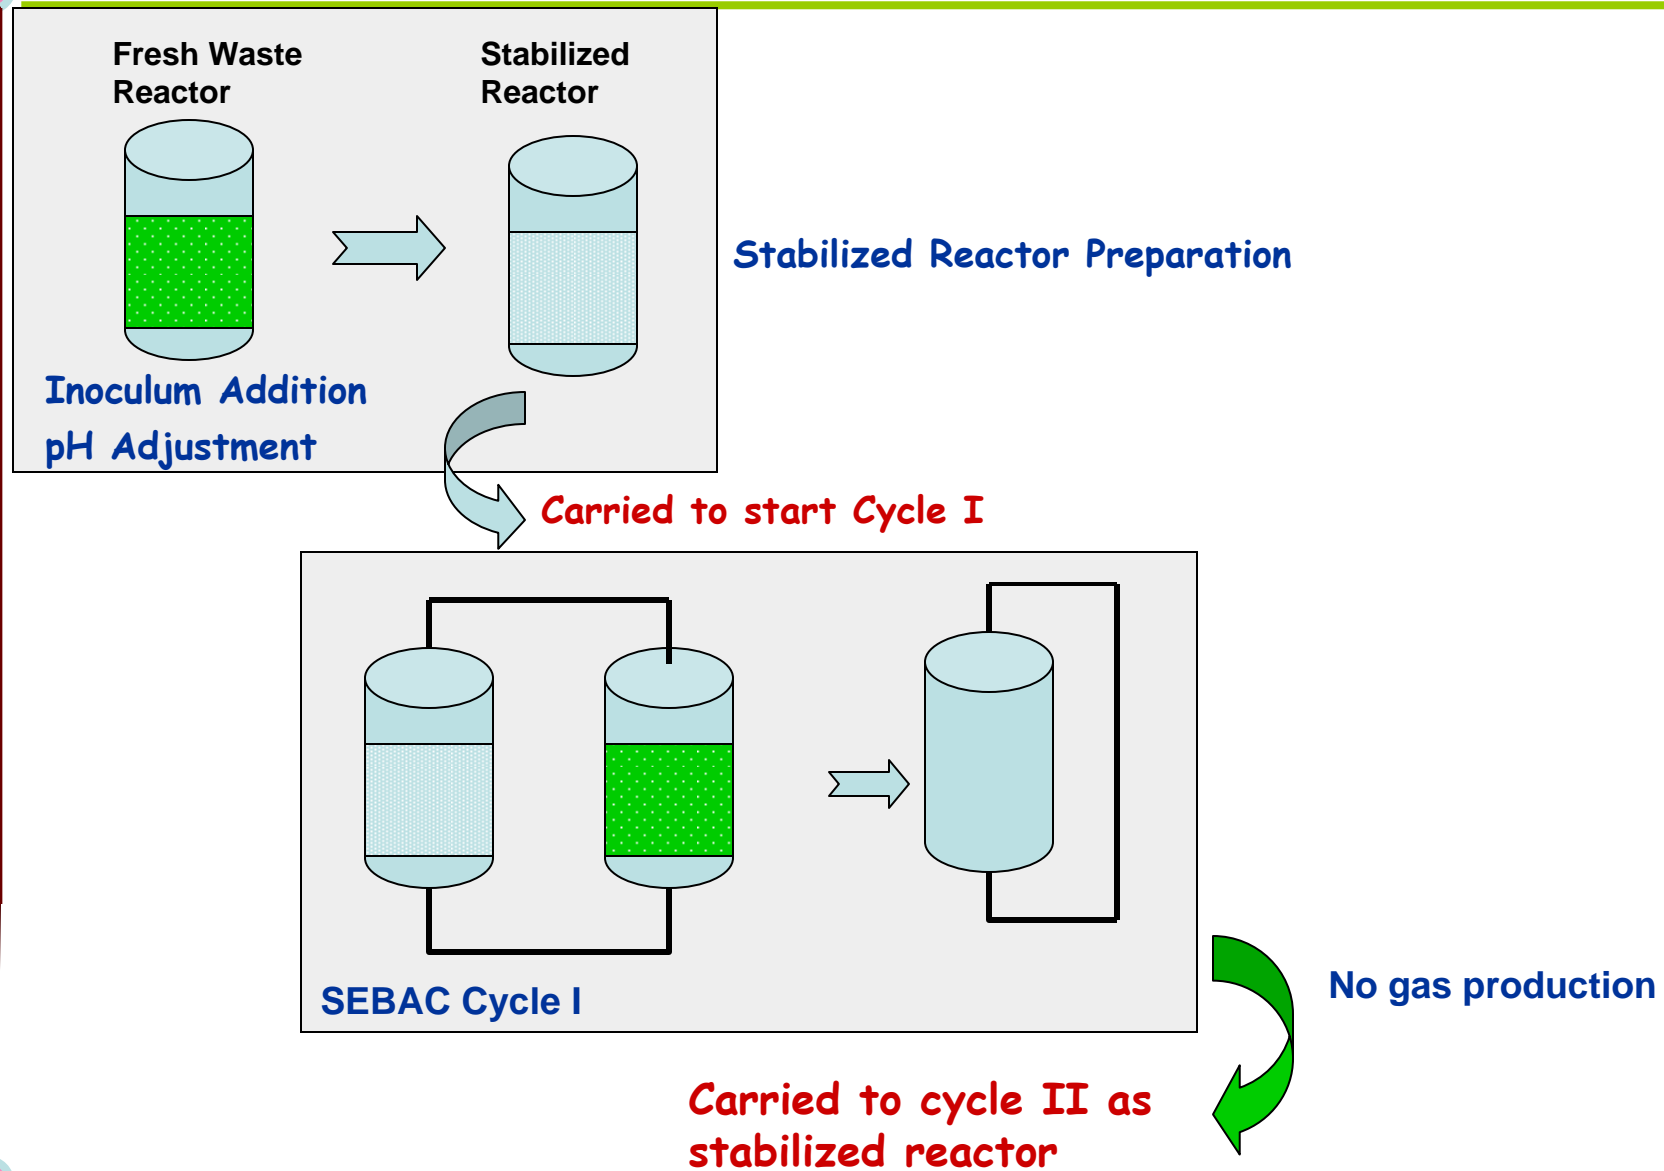 Fresh Waste
Reactor
Stabilized
Reactor
Stabilized Reactor Preparation
Inoculum Addition
pH Adjustment
Carried to start Cycle I
SEBAC Cycle I
No gas production
Carried to cycle II as
stabilized reactor